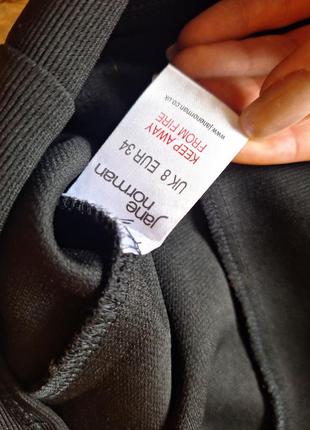 jane
norman
UK 8 EUR 34
KEEP AWAY
FROM FIRE
www.janenorman.co.uk